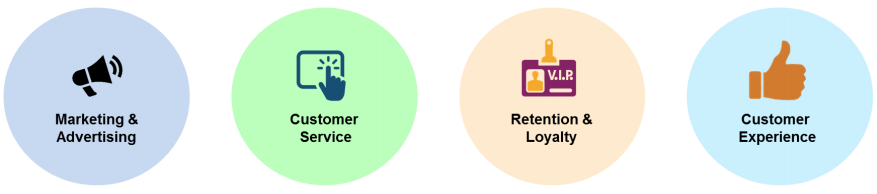 Marketing &
Advertising
Customer
Service
V.I.P.
Retention &
Loyalty
Customer
Experience